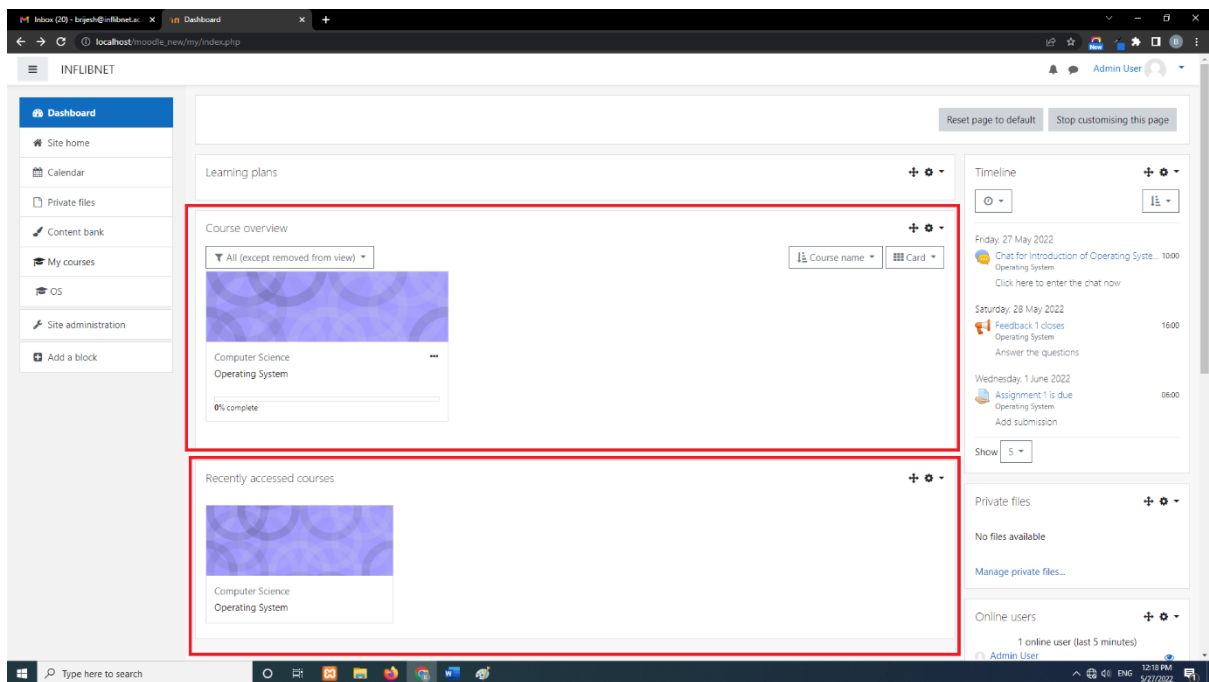 Inbox (20) - brijesh@inflibnet.ac
Dashboard
localhost/moodle_new/my/index.php
New
B
INFLIBNET
Admin User
Dashboard
Site home
Calendar
Private files
Content bank
My courses
OS
Site administration
Add a block
Reset page to default
Stop customising this page
Learning plans
Course overview
All (except removed from view)
Course name
Card
Computer Science
Operating System
0% complete
Recently accessed courses
Computer Science
Operating System
Timeline
Friday, 27 May 2022
Chat for Introduction of Operating Syste... 10:00
Operating System
Click here to enter the chat now
Saturday, 28 May 2022
Feedback 1 closes 16:00
Operating System
Answer the questions
Wednesday, 1 June 2022
Assignment 1 is due 06:00
Operating System
Add submission
Show 5
Private files
No files available
Manage private files...
Online users
1 online user (last 5 minutes)
Admin User
Type here to search
ENG
12:18 PM
5/27/2022